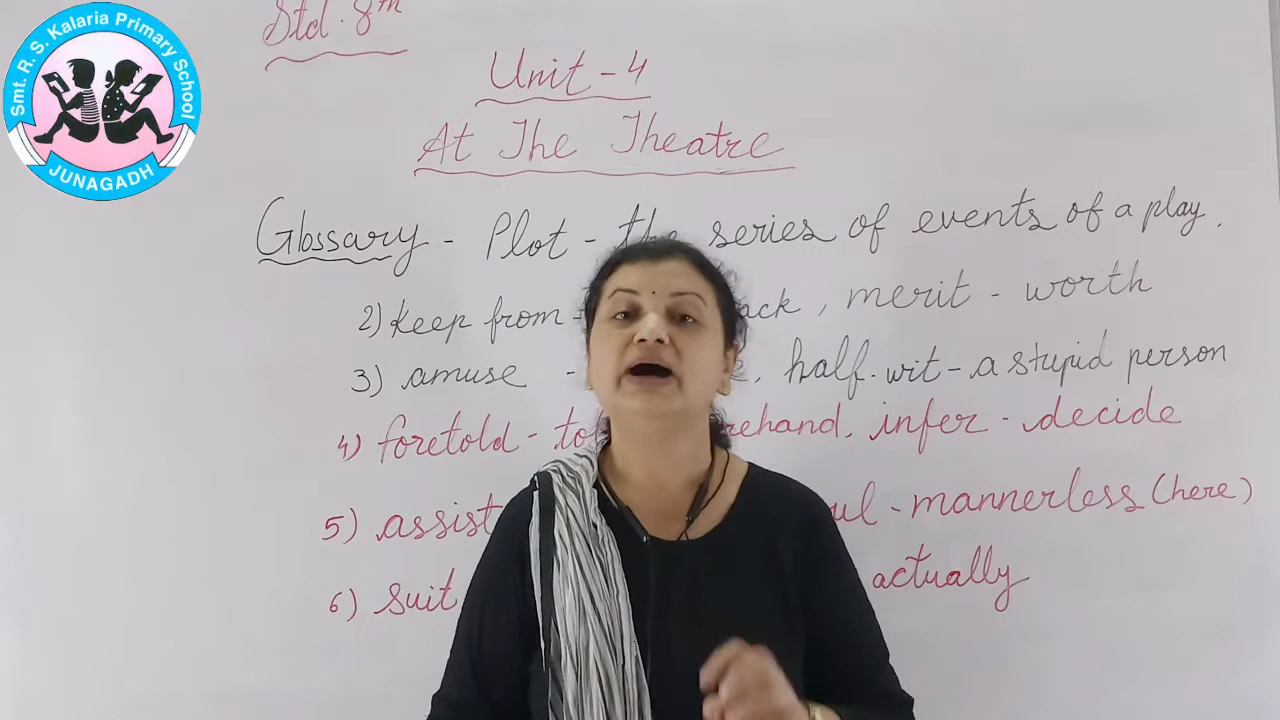 Smt. R. S. Kalaria Primary School
JUNAGADH
Std. 8th
Unit - 4
At The Theatre
Glossary - Plot - the series of events of a play.
2) Keep from - ack, merit - worth
3) amuse - , half-wit - a stupid person
4) foretold - rehand, infer - decide
5) assist ul - mannerless (here)
6) suit actually